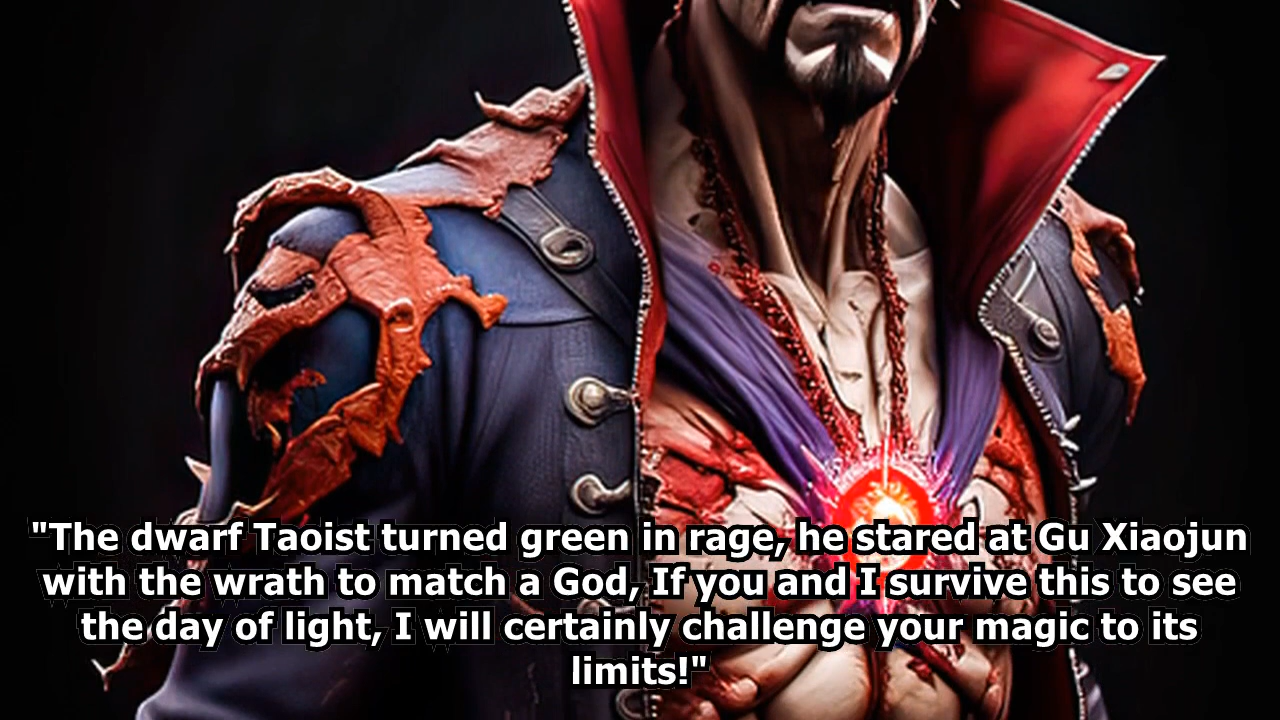 "The dwarf Taoist turned green in rage, he stared at Gu Xiaojun
with the wrath to match a God, If you and I survive this to see
the day of light, I will certainly challenge your magic to its
limits!"